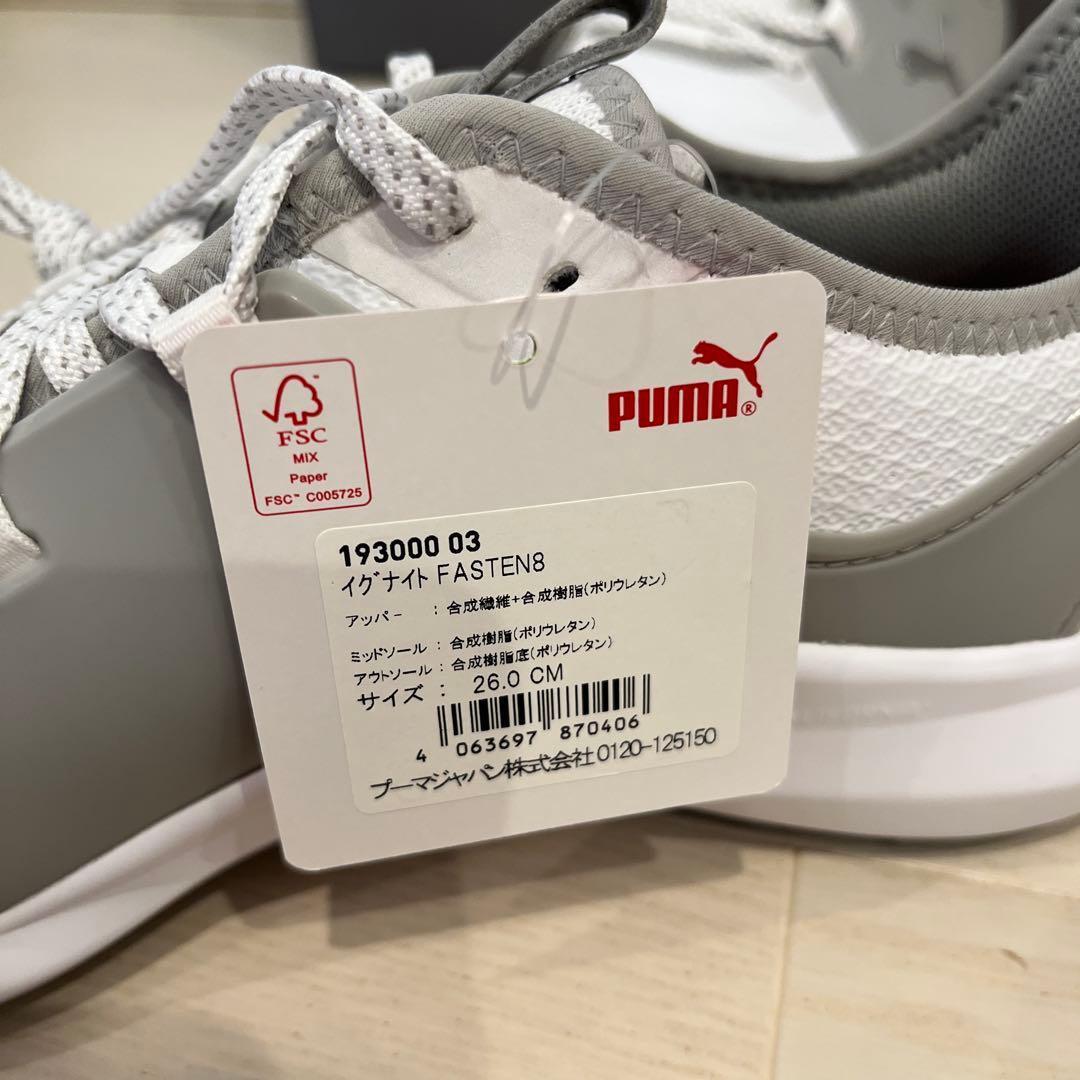 FSC™
MIX
Paper
FSC™ C005725
PUMA®
193000 03
イグナイト FASTEN8
アッパー : 合成繊維+合成樹脂(ポリウレタン)
ミッドソール : 合成樹脂(ポリウレタン)
アウトソール : 合成樹脂底(ポリウレタン)
サイズ : 26.0 CM
4 063697 870406
プーマジャパン株式会社 0120-125150